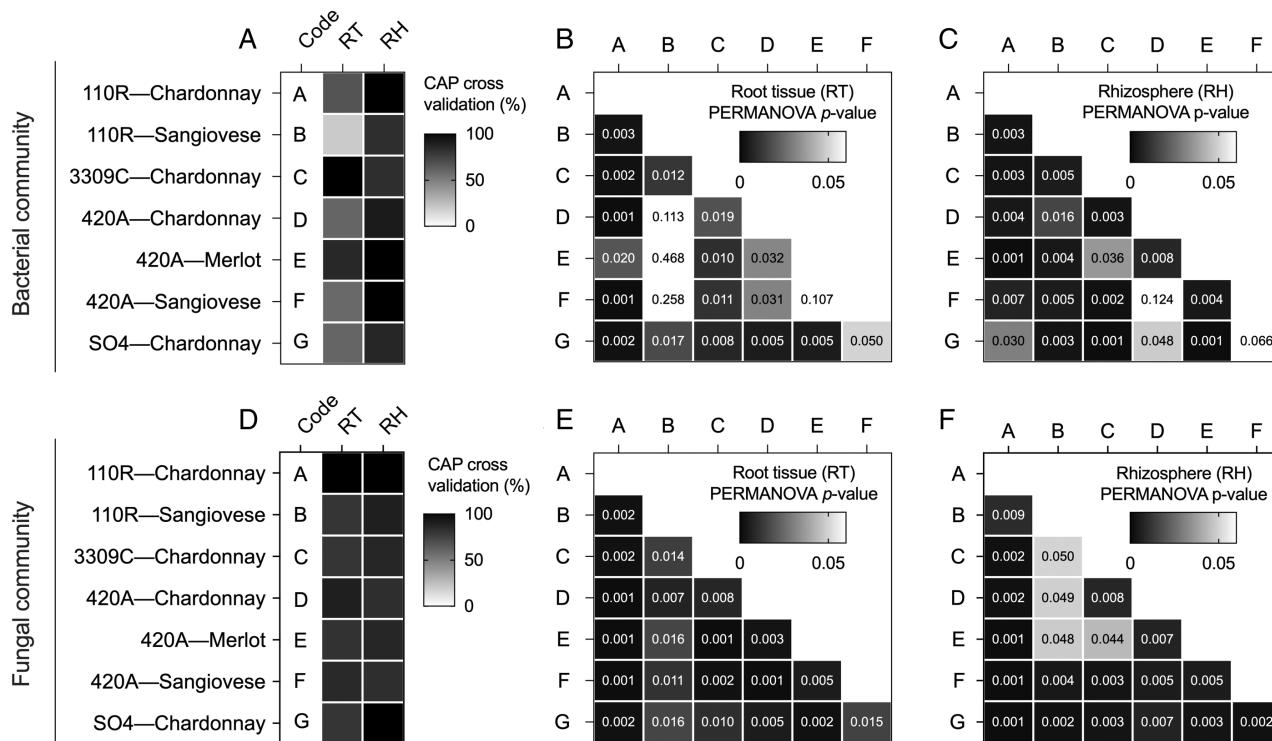 A
Code
RT
RH
Bacterial community
110R—Chardonnay A
110R—Sangiovese B
3309C—Chardonnay C
420A—Chardonnay D
420A—Merlot E
420A—Sangiovese F
SO4—Chardonnay G
CAP cross
validation (%)
100
50
0
B
A B C D E F
Root tissue (RT)
PERMANOVA p-value
0 0.05
A
B 0.003
C 0.002 0.012
D 0.001 0.113 0.019
E 0.020 0.468 0.010 0.032
F 0.001 0.258 0.011 0.031 0.107
G 0.002 0.017 0.008 0.005 0.005 0.050
C
A B C D E F
Rhizosphere (RH)
PERMANOVA p-value
0 0.05
A
B 0.003
C 0.003 0.005
D 0.004 0.016 0.003
E 0.001 0.004 0.036 0.008
F 0.007 0.005 0.002 0.124 0.004
G 0.030 0.003 0.001 0.048 0.001 0.066
D
Code
RT
RH
Fungal community
110R—Chardonnay A
110R—Sangiovese B
3309C—Chardonnay C
420A—Chardonnay D
420A—Merlot E
420A—Sangiovese F
SO4—Chardonnay G
CAP cross
validation (%)
100
50
0
E
A B C D E F
Root tissue (RT)
PERMANOVA p-value
0 0.05
A
B 0.002
C 0.002 0.014
D 0.001 0.007 0.008
E 0.001 0.016 0.001 0.003
F 0.001 0.011 0.002 0.001 0.005
G 0.002 0.016 0.010 0.005 0.002 0.015
F
A B C D E F
Rhizosphere (RH)
PERMANOVA p-value
0 0.05
A
B 0.009
C 0.002 0.050
D 0.002 0.049 0.008
E 0.001 0.048 0.044 0.007
F 0.001 0.004 0.003 0.005 0.005
G 0.001 0.002 0.003 0.007 0.003 0.002